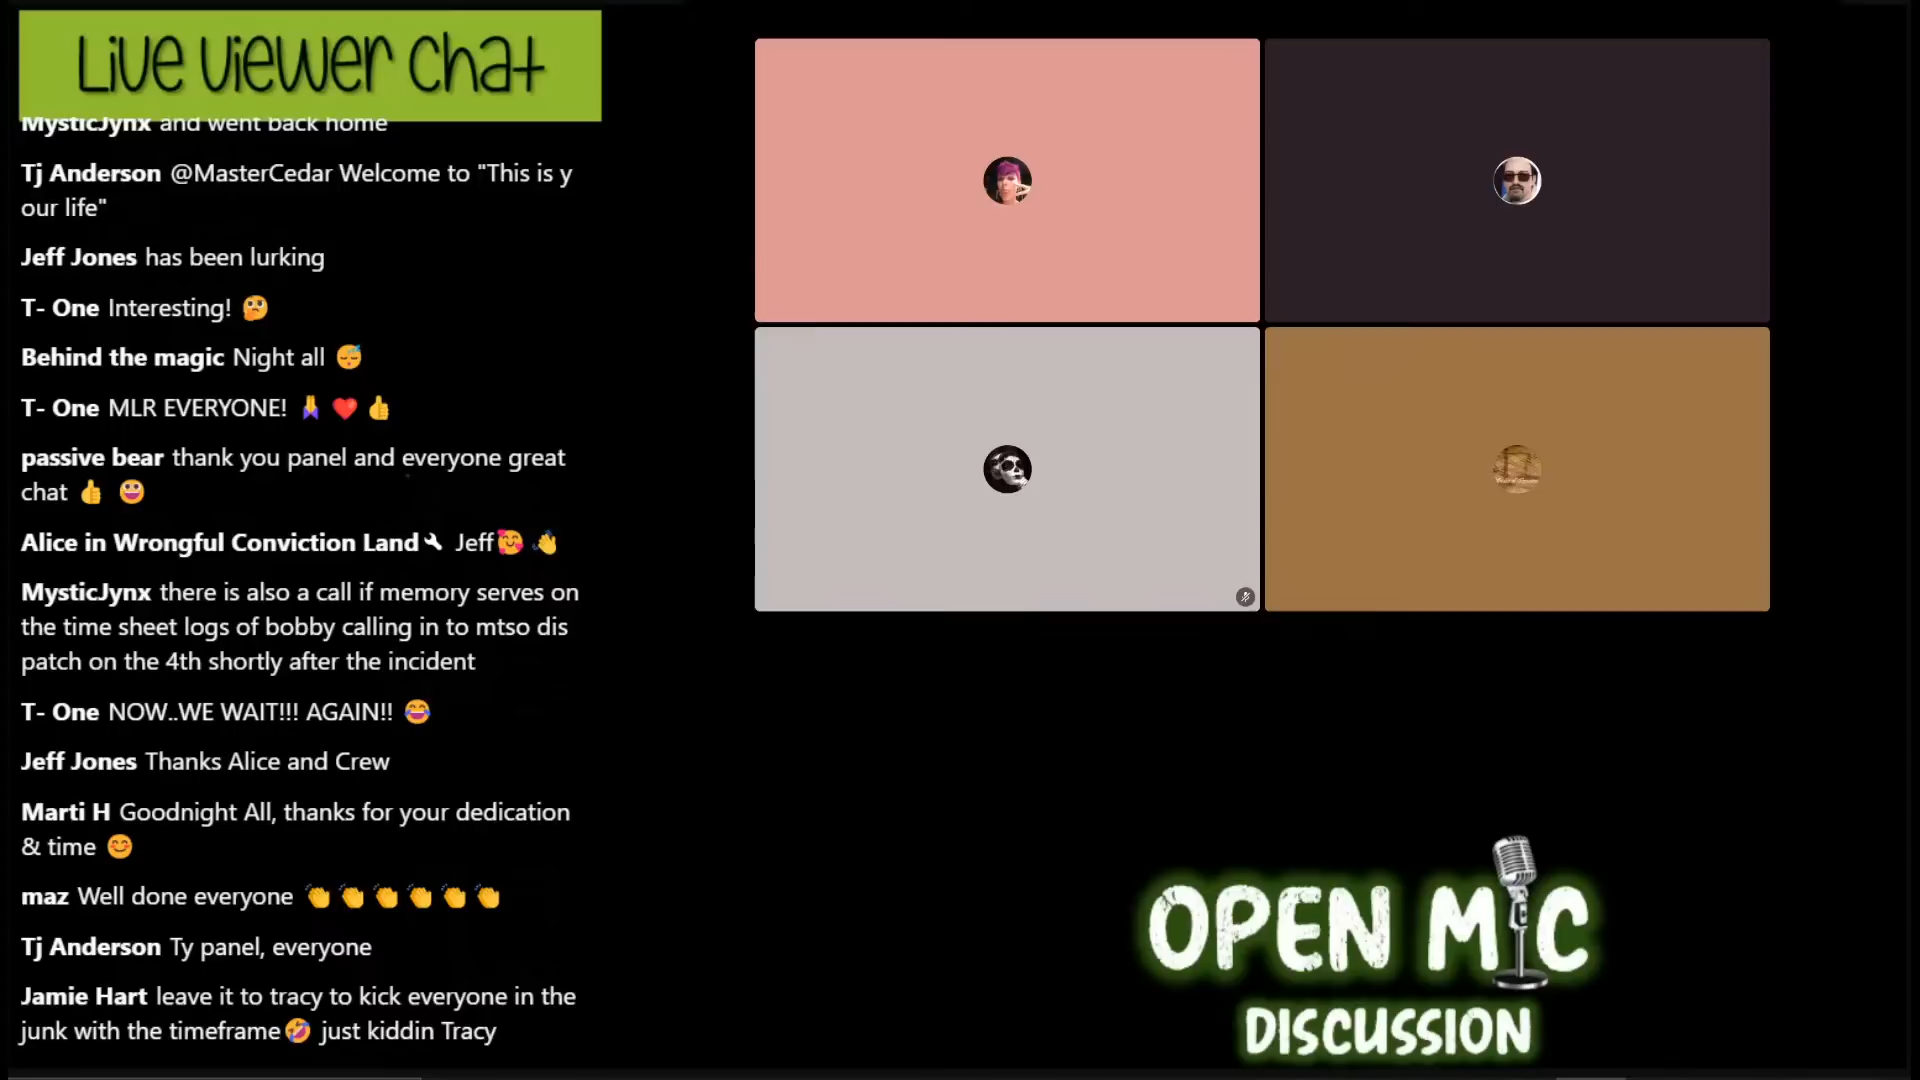 Live Viewer Chat
MysticJynx and went back home
Tj Anderson @MasterCedar Welcome to "This is y
our life"
Jeff Jones has been lurking
T- One Interesting! 🤔
Behind the magic Night all 😴
T- One MLR EVERYONE! 🙏 ❤️ 👍
passive bear thank you panel and everyone great
chat 👍 😀
Alice in Wrongful Conviction Land Jeff🥰 👋
MysticJynx there is also a call if memory serves on
the time sheet logs of bobby calling in to mtso dis
patch on the 4th shortly after the incident
T- One NOW..WE WAIT!!! AGAIN!! 😂
Jeff Jones Thanks Alice and Crew
Marti H Goodnight All, thanks for your dedication
& time 😊
maz Well done everyone 👏 👏 👏 👏 👏 👏
Tj Anderson Ty panel, everyone
Jamie Hart leave it to tracy to kick everyone in the
junk with the timeframe🤣 just kiddin Tracy
OPEN MIC
DISCUSSION